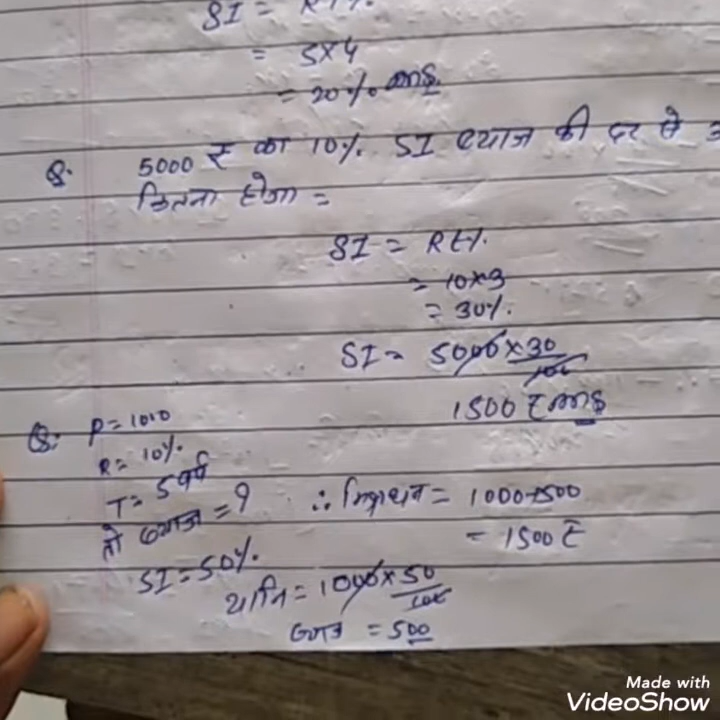 SI = R t%
= 5×4
= 20% Ans
Q. 5000 ₹ का 10% SI ब्याज की दर से
कितना होगा =
SI = R t%.
= 10×3
= 30%.
SI = 5000×30/100
1500 ₹ Ans
Q. P = 1000
R = 10%.
T = 5 वर्ष
तो ब्याज = ?
SI = 50%.
यानि = 1000×50/100
ब्याज = 500
∴ मिश्रधन = 1000+500
= 1500 ₹
Made with
VideoShow